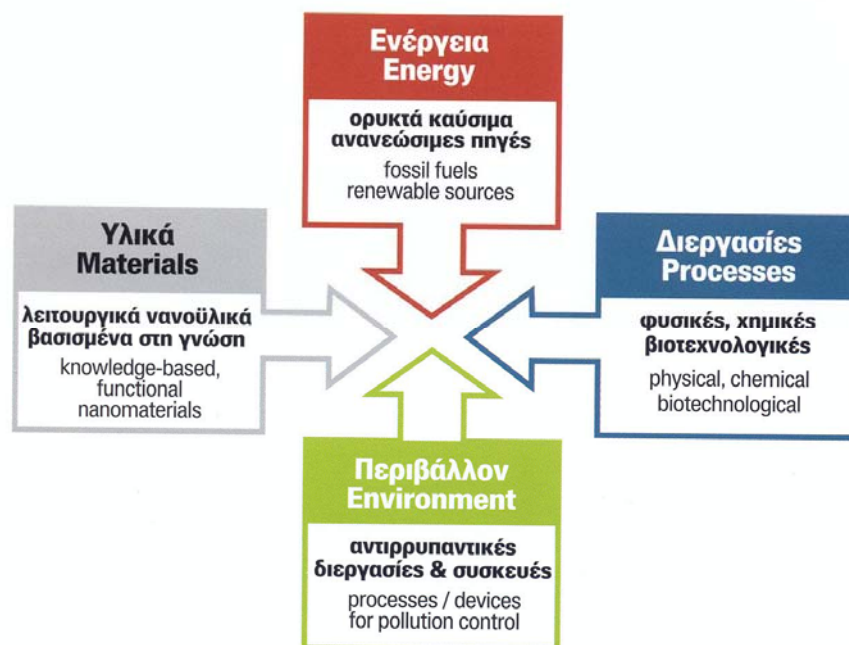 Ενέργεια
Energy
ορυκτά καύσιμα
ανανεώσιμες πηγές
fossil fuels
renewable sources
Υλικά
Materials
λειτουργικά νανοϋλικά
βασισμένα στη γνώση
knowledge-based,
functional
nanomaterials
Διεργασίες
Processes
φυσικές, χημικές
βιοτεχνολογικές
physical, chemical
biotechnological
Περιβάλλον
Environment
αντιρρυπαντικές
διεργασίες & συσκευές
processes / devices
for pollution control